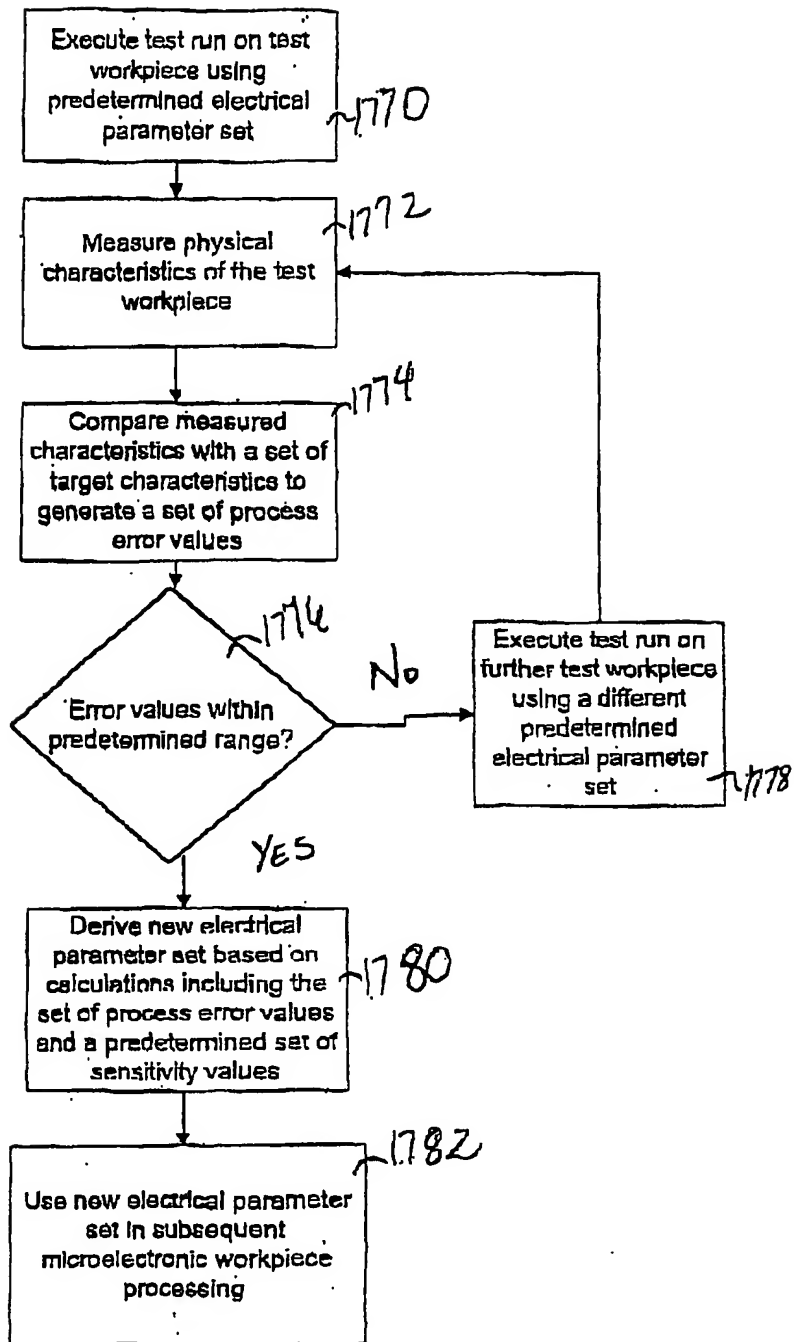 Execute test run on test
workpiece using
predetermined electrical
parameter set
1770
Measure physical
characteristics of the test
workpiece
1772
Compare measured
characteristics with a set of
target characteristics to
generate a set of process
error values
1774
Error values within
predetermined range?
1776
No
Execute test run on
further test workpiece
using a different
predetermined
electrical parameter
set
1778
YES
Derive new electrical
parameter set based on
calculations including the
set of process error values
and a predetermined set of
sensitivity values
1780
Use new electrical parameter
set in subsequent
microelectronic workpiece
processing
1782